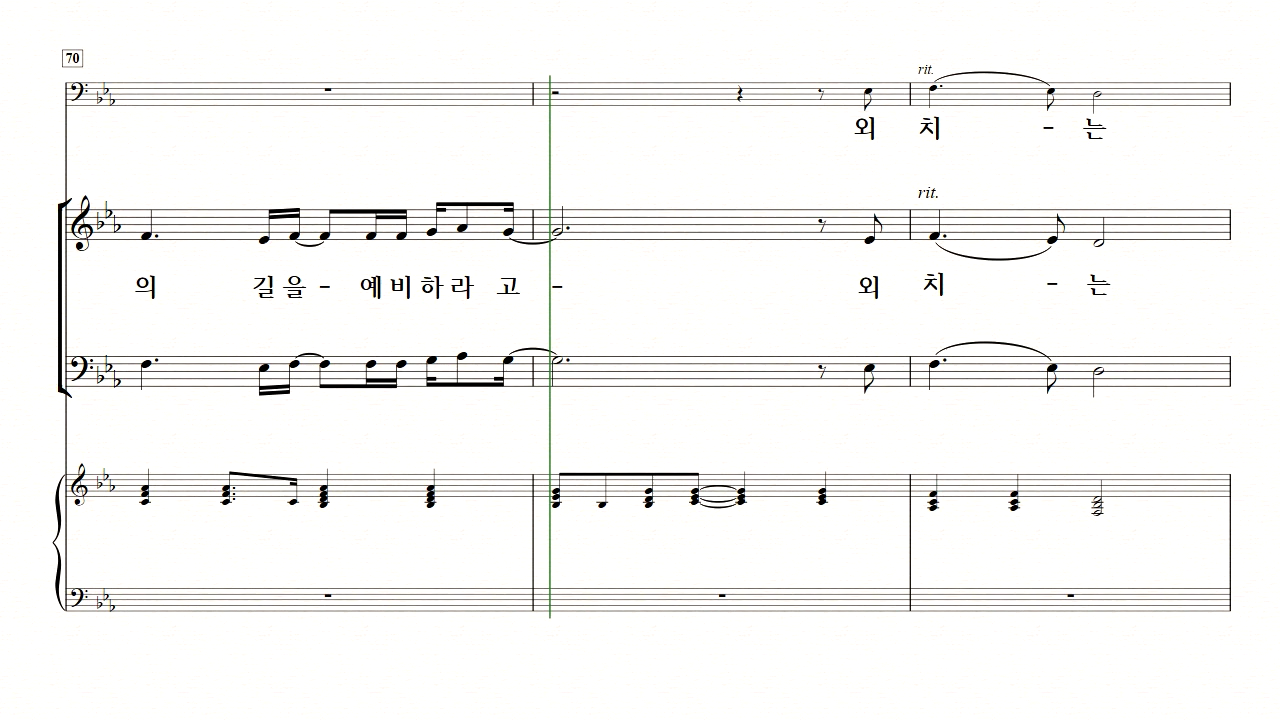 70
rit.
외 치 - 는
rit.
의 길 을 - 예 비 하 라 고 - 외 치 - 는